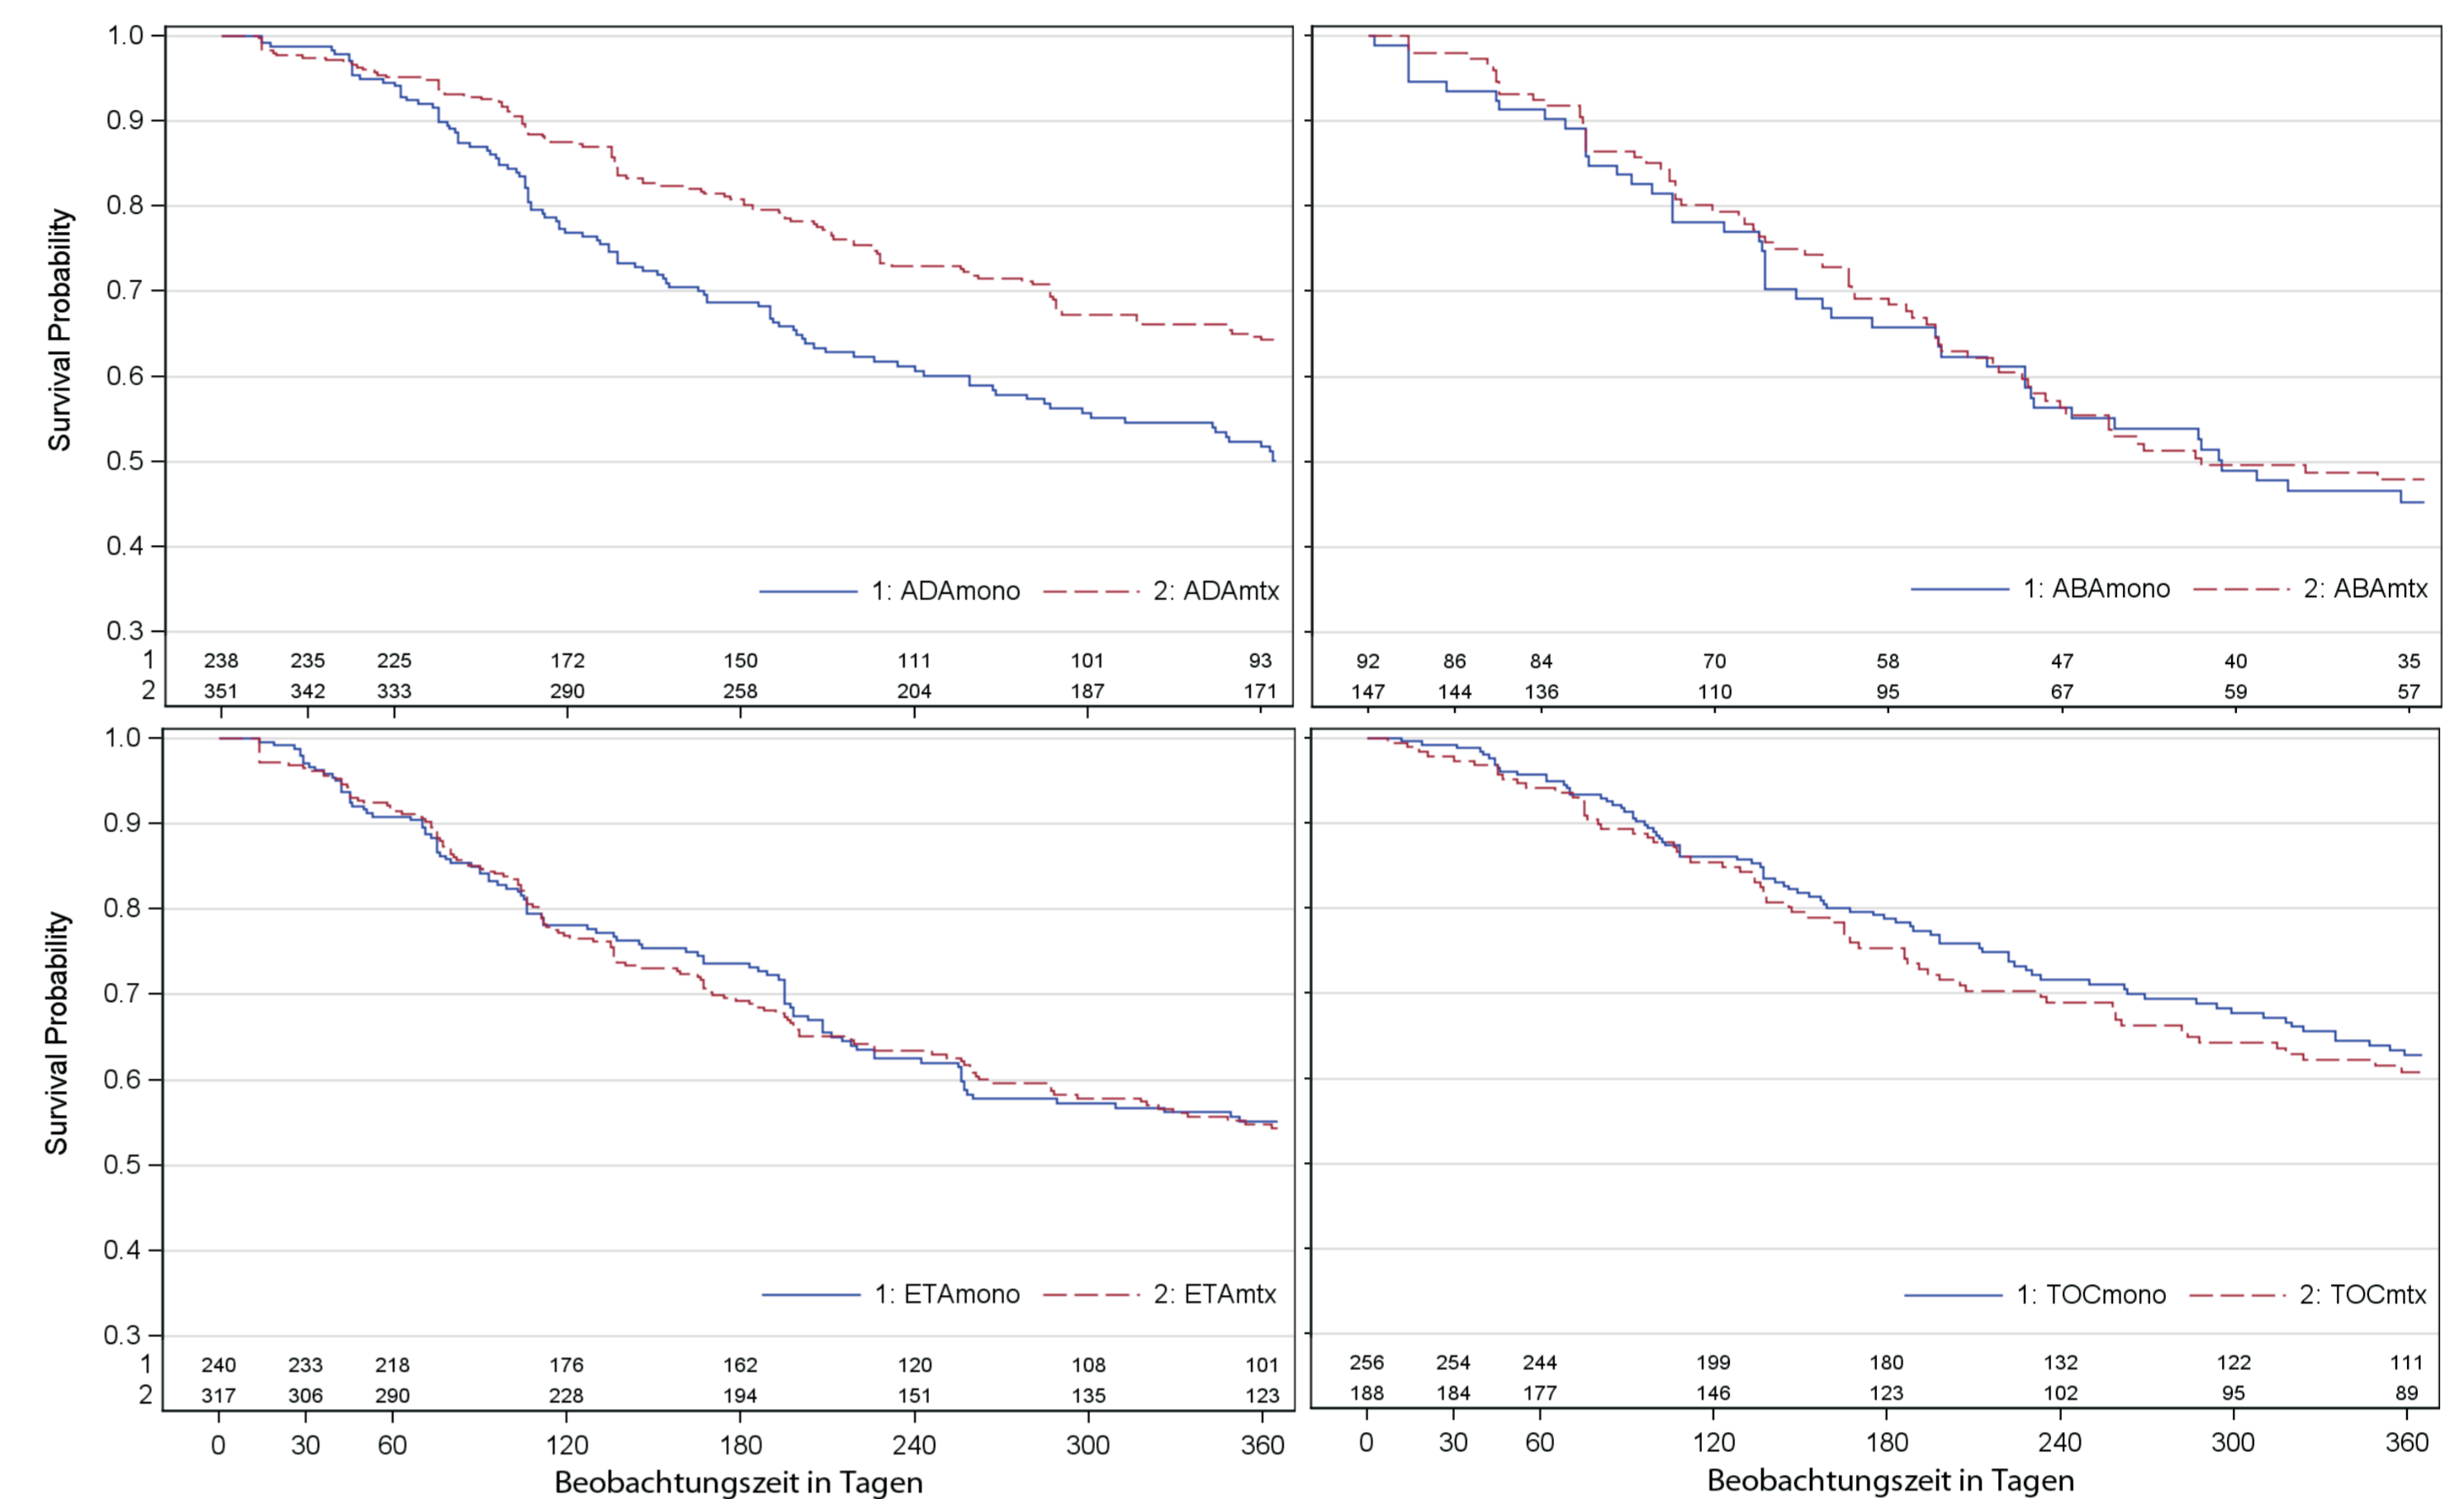 1.0
0.9
0.8
0.7
0.6
0.5
0.4
0.3
Survival Probability
1: ADAmono 2: ADAmtx
1 238 235 225 172 150 111 101 93
2 351 342 333 290 258 204 187 171
1: ABAmono 2: ABAmtx
92 86 84 70 58 47 40 35
147 144 136 110 95 67 59 57
1.0
0.9
0.8
0.7
0.6
0.5
0.4
0.3
Survival Probability
1: ETAmono 2: ETAmtx
1 240 233 218 176 162 120 108 101
2 317 306 290 228 194 151 135 123
0 30 60 120 180 240 300 360
Beobachtungszeit in Tagen
1: TOCmono 2: TOCmtx
256 254 244 199 180 132 122 111
188 184 177 146 123 102 95 89
0 30 60 120 180 240 300 360
Beobachtungszeit in Tagen